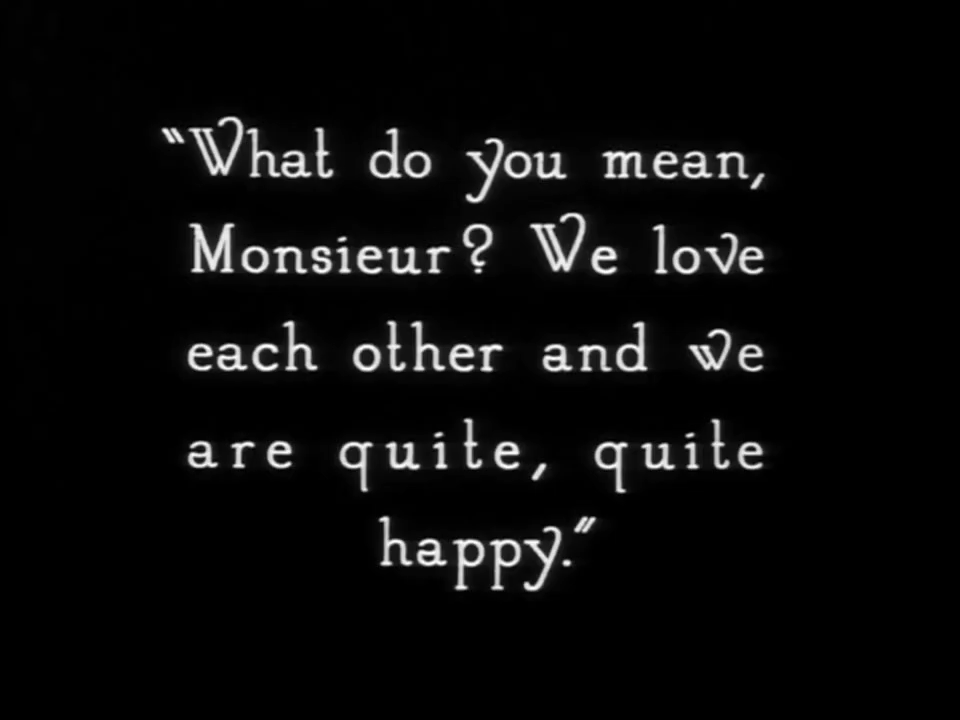 “What do you mean,
Monsieur? We love
each other and we
are quite, quite
happy.”